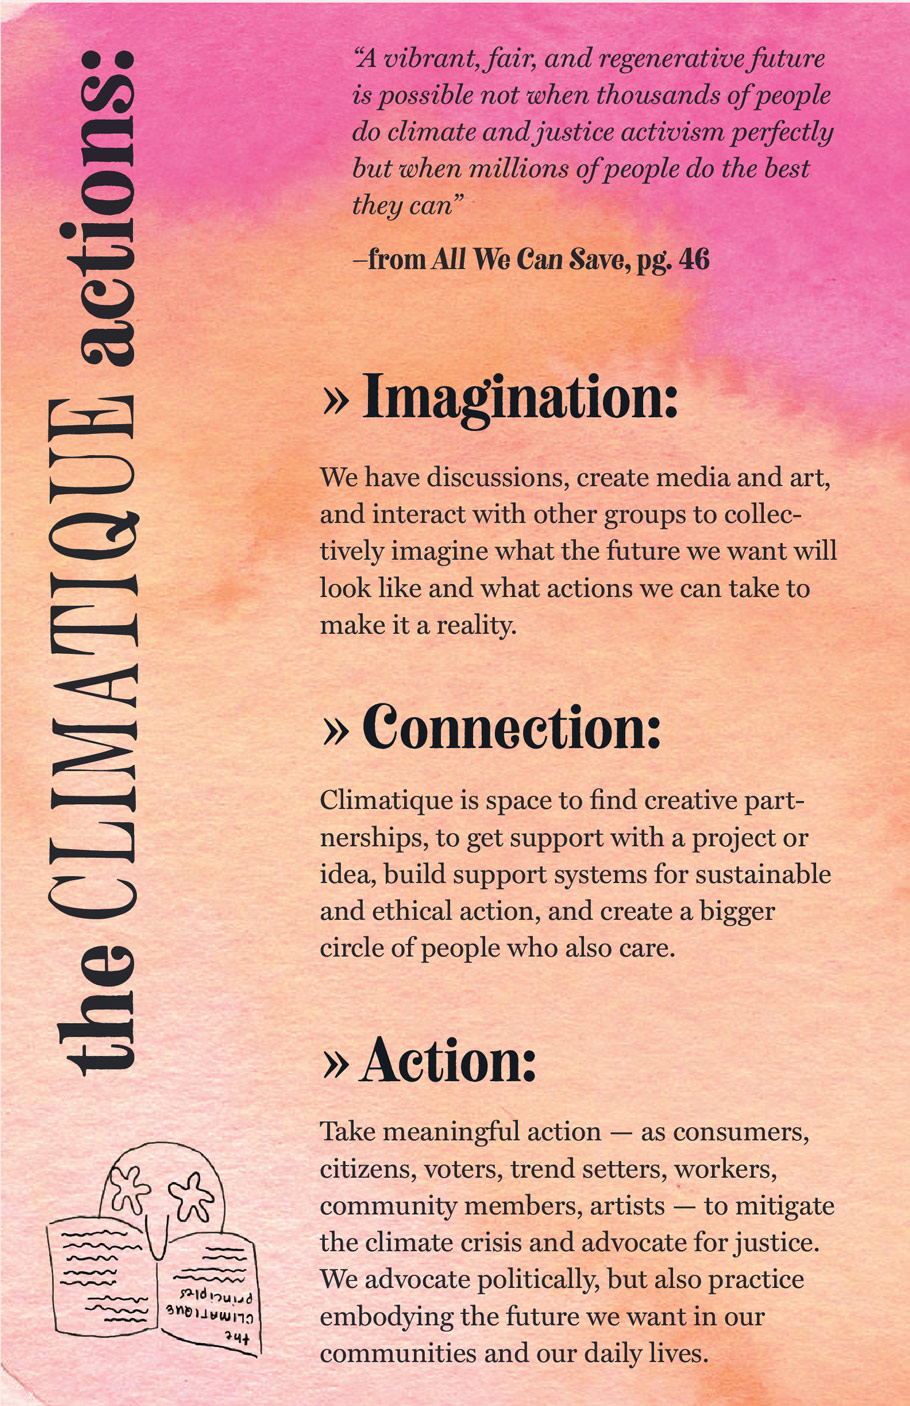 the CLIMATIQUE actions:
“A vibrant, fair, and regenerative future
is possible not when thousands of people
do climate and justice activism perfectly
but when millions of people do the best
they can”
–from All We Can Save, pg. 46
» Imagination:
We have discussions, create media and art,
and interact with other groups to collec-
tively imagine what the future we want will
look like and what actions we can take to
make it a reality.
» Connection:
Climatique is space to find creative part-
nerships, to get support with a project or
idea, build support systems for sustainable
and ethical action, and create a bigger
circle of people who also care.
» Action:
Take meaningful action — as consumers,
citizens, voters, trend setters, workers,
community members, artists — to mitigate
the climate crisis and advocate for justice.
We advocate politically, but also practice
embodying the future we want in our
communities and our daily lives.
the
CLIMATIQUE
principles